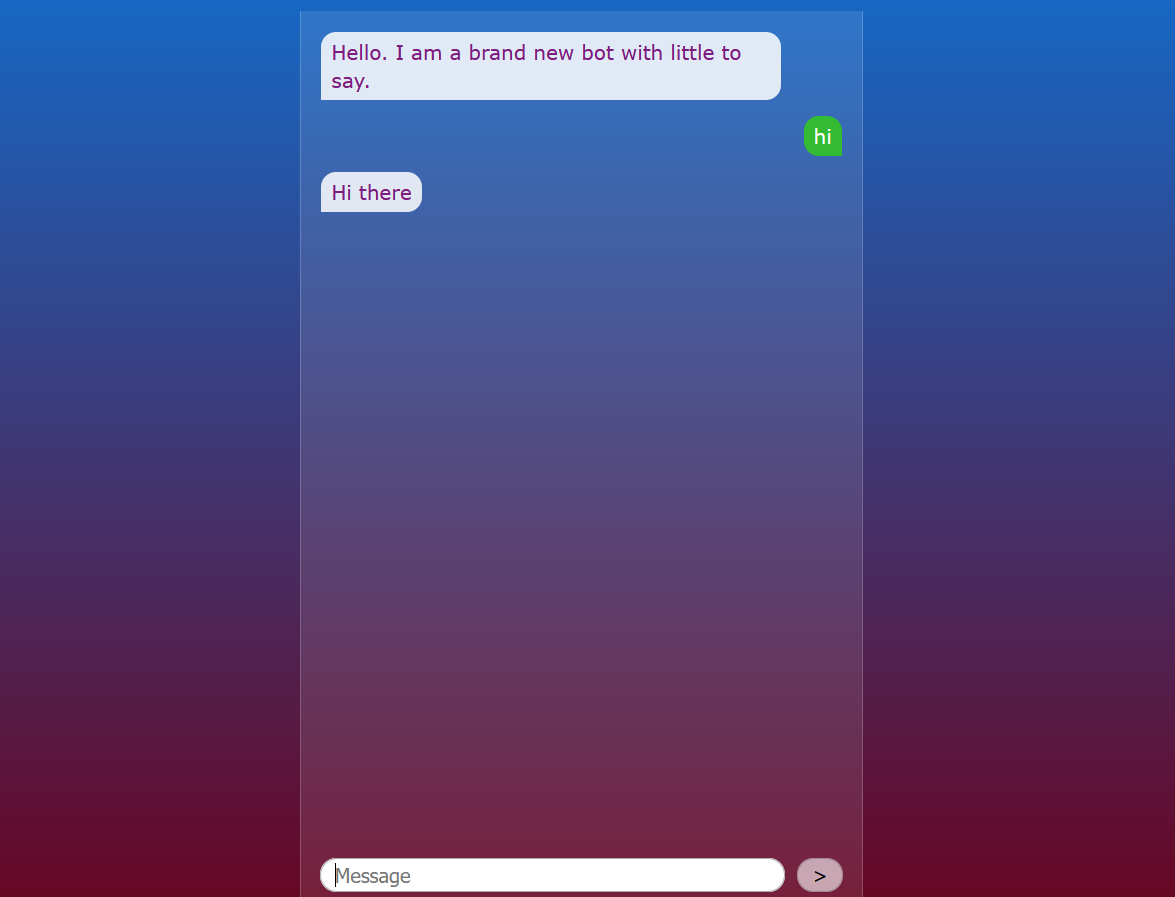 Hello. I am a brand new bot with little to
say.
hi
Hi there
Message
>